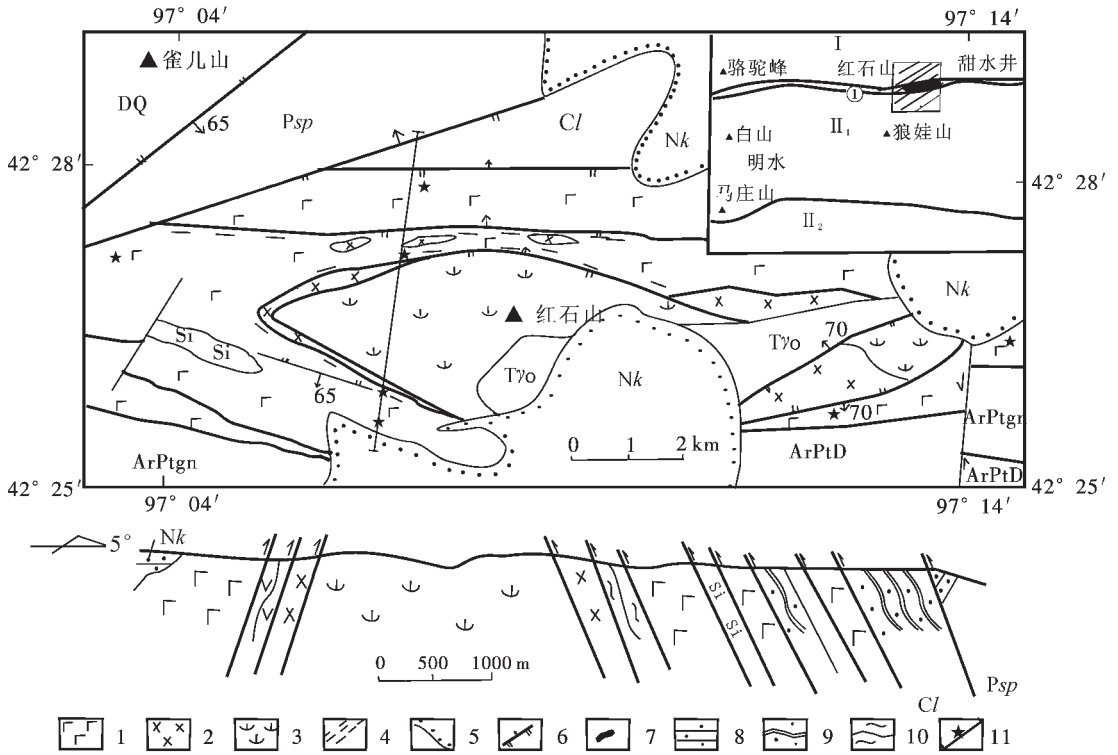 97° 04′
97° 14′
▲雀儿山
DQ
65
Psp
Cl
Nk
I
骆驼峰
红石山
甜水井
①
II₁
白山
狼娃山
明水
马庄山
II₂
42° 28′
42° 28′
Nk
▲红石山
70
Tγo
Si
Si
Tγo
Nk
65
70
0 1 2 km
ArPtgn
ArPtD
ArPtgn
ArPtD
42° 25′
42° 25′
97° 04′
97° 14′
5°
Nk
Si
Si
0 500 1000 m
Psp
Cl
1 2 3 4 5 6 7 8 9 10 11